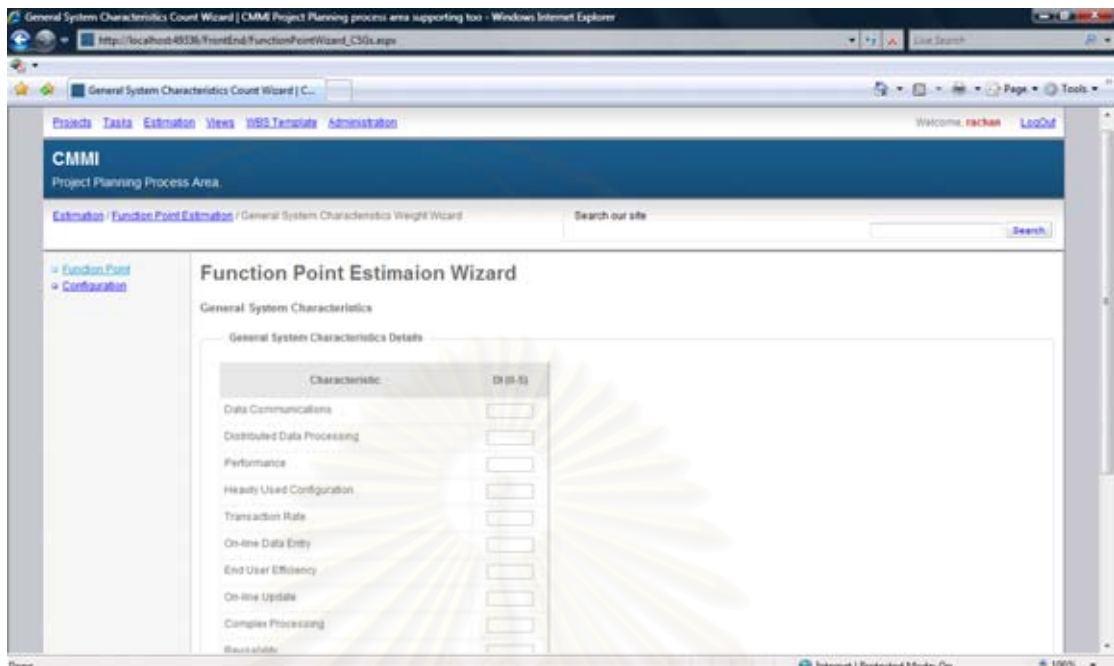 General System Characteristics Count Wizard | CMMI Project Planning process area supporting too - Windows Internet Explorer
http://localhost:49336/FrontEnd/FunctionPointWizard_CSGs.aspx
Live Search
General System Characteristics Count Wizard | C...
Page
Tools
Projects Tasks Estimation Views WBS Template Administration
Welcome, rachan LogOut
CMMI
Project Planning Process Area.
Estimation / Function Point Estimation / General System Characteristics Weight Wizard
Search our site
Search
Function Point
Configuration
Function Point Estimaion Wizard
General System Characteristics
General System Characteristics Details
Characteristic DI (0-5)
Data Communications
Distributed Data Processing
Performance
Heavily Used Configuration
Transaction Rate
On-line Data Entry
End User Efficiency
On-line Update
Complex Processing
Reusability
Done
Internet | Protected Mode: On
100%